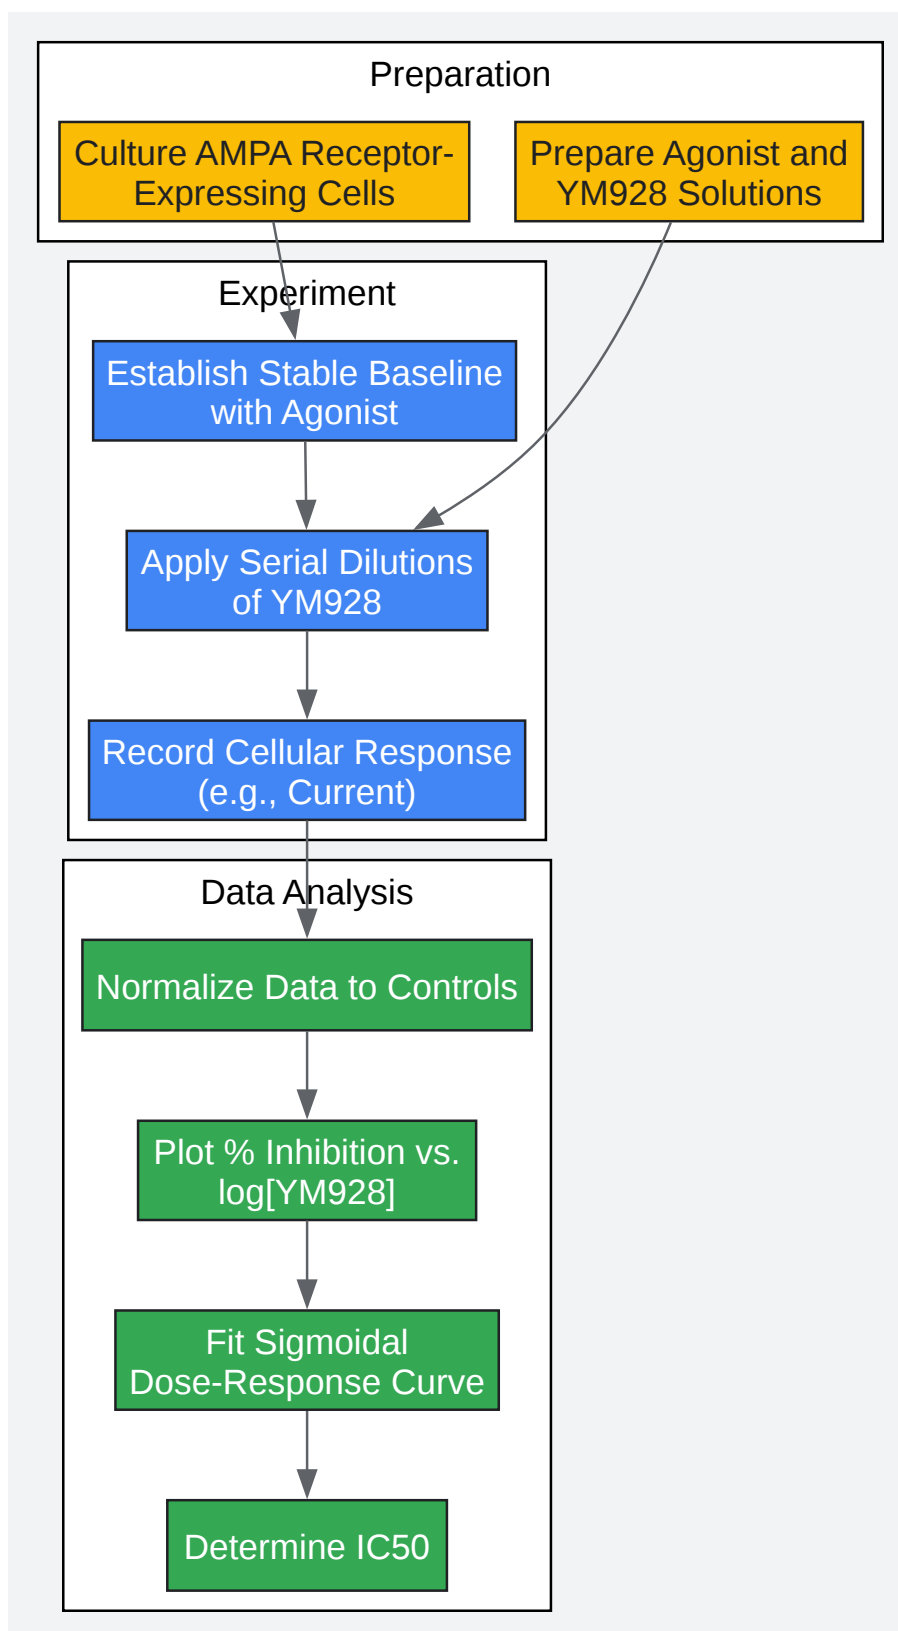 Preparation
Culture AMPA Receptor-
Expressing Cells
Prepare Agonist and
YM928 Solutions
Experiment
Establish Stable Baseline
with Agonist
Apply Serial Dilutions
of YM928
Record Cellular Response
(e.g., Current)
Data Analysis
Normalize Data to Controls
Plot % Inhibition vs.
log[YM928]
Fit Sigmoidal
Dose-Response Curve
Determine IC50